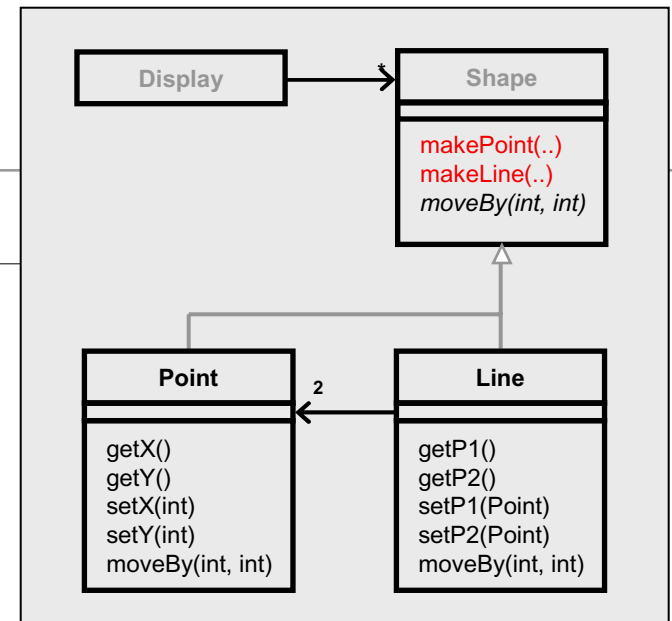 Display
*
Shape
makePoint(..)
makeLine(..)
moveBy(int, int)
Point
2
Line
getX()
getY()
setX(int)
setY(int)
moveBy(int, int)
getP1()
getP2()
setP1(Point)
setP2(Point)
moveBy(int, int)